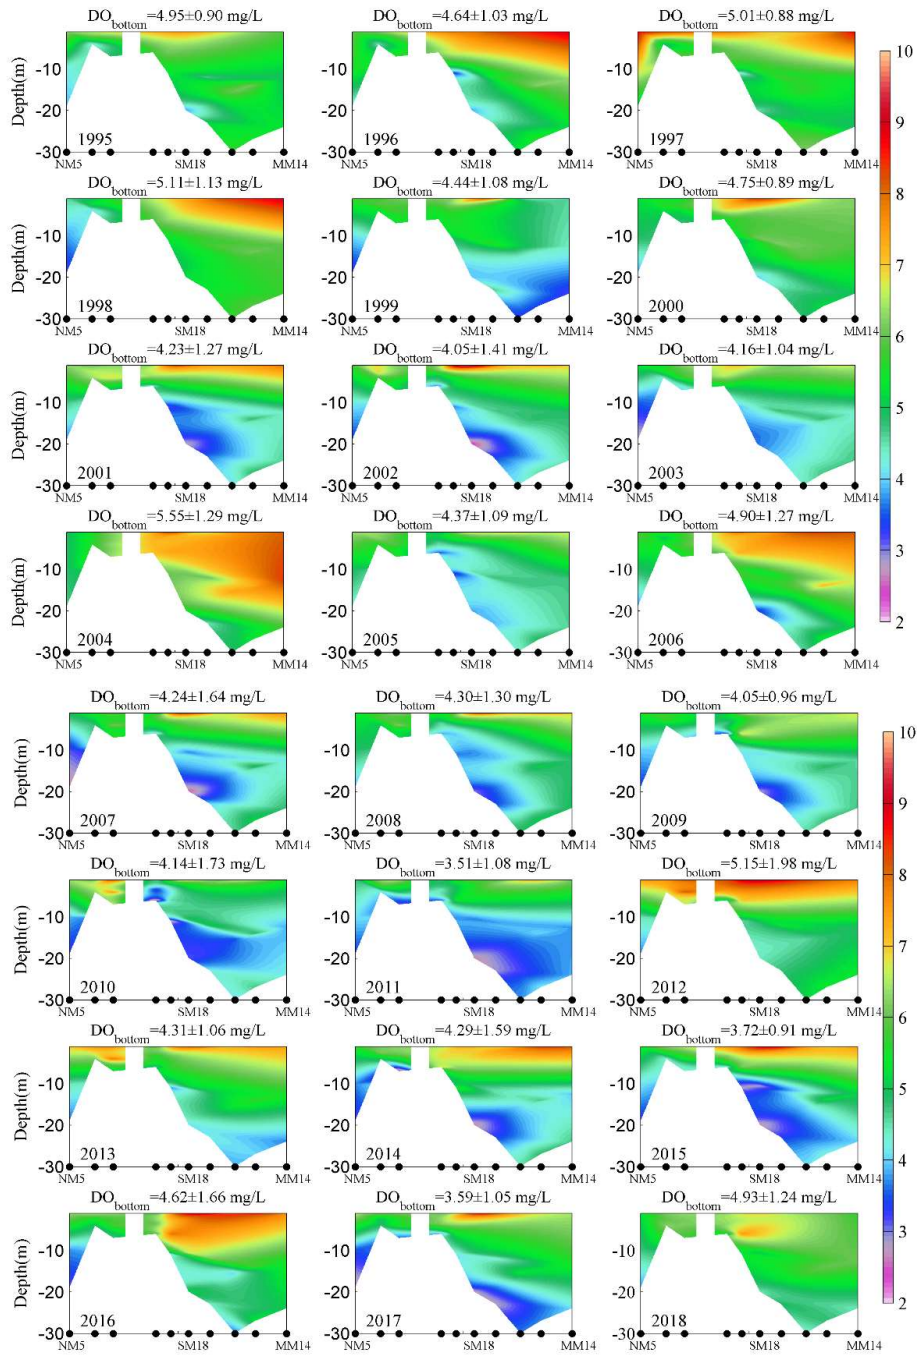 DObottom=4.95±0.90 mg/L DObottom=4.64±1.03 mg/L DObottom=5.01±0.88 mg/L
Depth(m) -10 -20 -30 1995 -10 -20 -30 1996 -10 -20 -30 1997
NM5 SM18 MM14 NM5 SM18 MM14 NM5 SM18 MM14
DObottom=5.11±1.13 mg/L DObottom=4.44±1.08 mg/L DObottom=4.75±0.89 mg/L
Depth(m) -10 -20 -30 1998 -10 -20 -30 1999 -10 -20 -30 2000
NM5 SM18 MM14 NM5 SM18 MM14 NM5 SM18 MM14
DObottom=4.23±1.27 mg/L DObottom=4.05±1.41 mg/L DObottom=4.16±1.04 mg/L
Depth(m) -10 -20 -30 2001 -10 -20 -30 2002 -10 -20 -30 2003
NM5 SM18 MM14 NM5 SM18 MM14 NM5 SM18 MM14
DObottom=5.55±1.29 mg/L DObottom=4.37±1.09 mg/L DObottom=4.90±1.27 mg/L
Depth(m) -10 -20 -30 2004 -10 -20 -30 2005 -10 -20 -30 2006
NM5 SM18 MM14 NM5 SM18 MM14 NM5 SM18 MM14
10
9
8
7
6
5
4
3
2
DObottom=4.24±1.64 mg/L DObottom=4.30±1.30 mg/L DObottom=4.05±0.96 mg/L
Depth(m) -10 -20 -30 2007 -10 -20 -30 2008 -10 -20 -30 2009
NM5 SM18 MM14 NM5 SM18 MM14 NM5 SM18 MM14
DObottom=4.14±1.73 mg/L DObottom=3.51±1.08 mg/L DObottom=5.15±1.98 mg/L
Depth(m) -10 -20 -30 2010 -10 -20 -30 2011 -10 -20 -30 2012
NM5 SM18 MM14 NM5 SM18 MM14 NM5 SM18 MM14
DObottom=4.31±1.06 mg/L DObottom=4.29±1.59 mg/L DObottom=3.72±0.91 mg/L
Depth(m) -10 -20 -30 2013 -10 -20 -30 2014 -10 -20 -30 2015
NM5 SM18 MM14 NM5 SM18 MM14 NM5 SM18 MM14
DObottom=4.62±1.66 mg/L DObottom=3.59±1.05 mg/L DObottom=4.93±1.24 mg/L
Depth(m) -10 -20 -30 2016 -10 -20 -30 2017 -10 -20 -30 2018
NM5 SM18 MM14 NM5 SM18 MM14 NM5 SM18 MM14
10
9
8
7
6
5
4
3
2